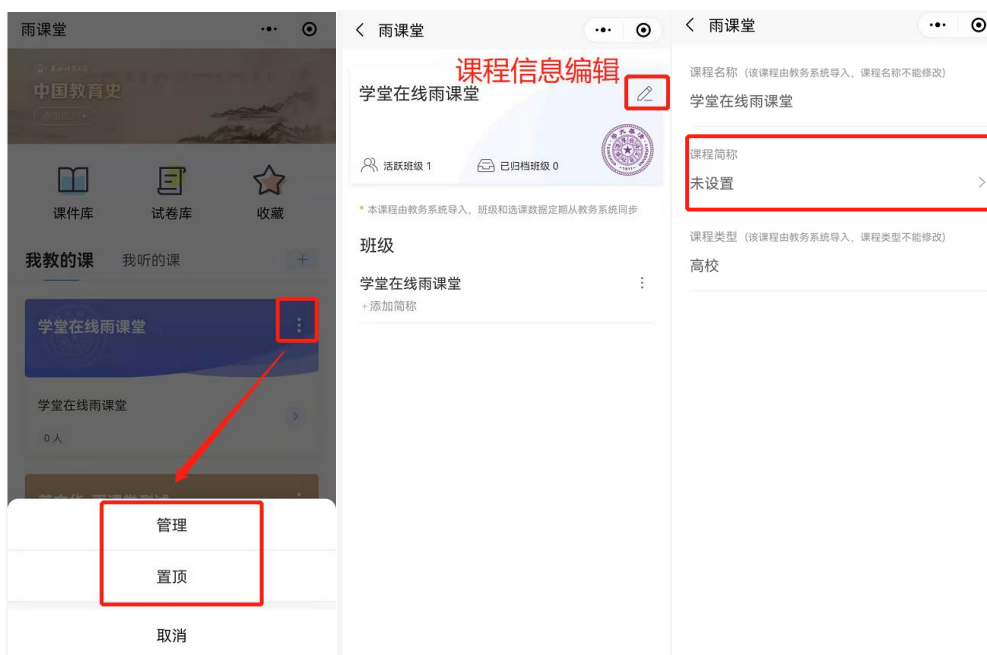 雨课堂
中国教育史
课件库
试卷库
收藏
我教的课
我听的课
学堂在线雨课堂
学堂在线雨课堂
0人
管理
置顶
取消
雨课堂
课程信息编辑
学堂在线雨课堂
活跃班级 1
已归档班级 0
* 本课程由教务系统导入，班级和选课数据定期从教务系统同步
班级
学堂在线雨课堂
+添加简称
雨课堂
课程名称（该课程由教务系统导入，课程名称不能修改）
学堂在线雨课堂
课程简称
未设置
课程类型（该课程由教务系统导入，课程类型不能修改）
高校